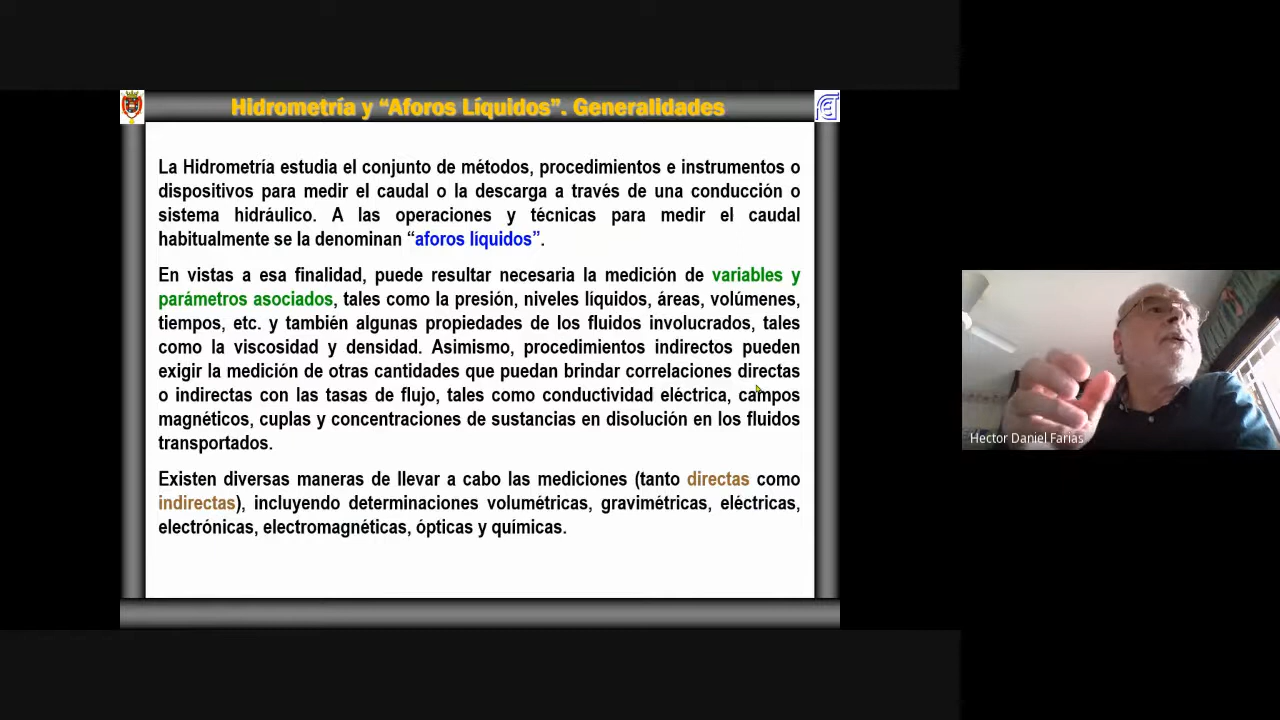 Hidrometría y “Aforos Líquidos”. Generalidades
La Hidrometría estudia el conjunto de métodos, procedimientos e instrumentos o
dispositivos para medir el caudal o la descarga a través de una conducción o
sistema hidráulico. A las operaciones y técnicas para medir el caudal
habitualmente se la denominan “aforos líquidos”.
En vistas a esa finalidad, puede resultar necesaria la medición de variables y
parámetros asociados, tales como la presión, niveles líquidos, áreas, volúmenes,
tiempos, etc. y también algunas propiedades de los fluidos involucrados, tales
como la viscosidad y densidad. Asimismo, procedimientos indirectos pueden
exigir la medición de otras cantidades que puedan brindar correlaciones directas
o indirectas con las tasas de flujo, tales como conductividad eléctrica, campos
magnéticos, cuplas y concentraciones de sustancias en disolución en los fluidos
transportados.
Existen diversas maneras de llevar a cabo las mediciones (tanto directas como
indirectas), incluyendo determinaciones volumétricas, gravimétricas, eléctricas,
electrónicas, electromagnéticas, ópticas y químicas.
Hector Daniel Farias